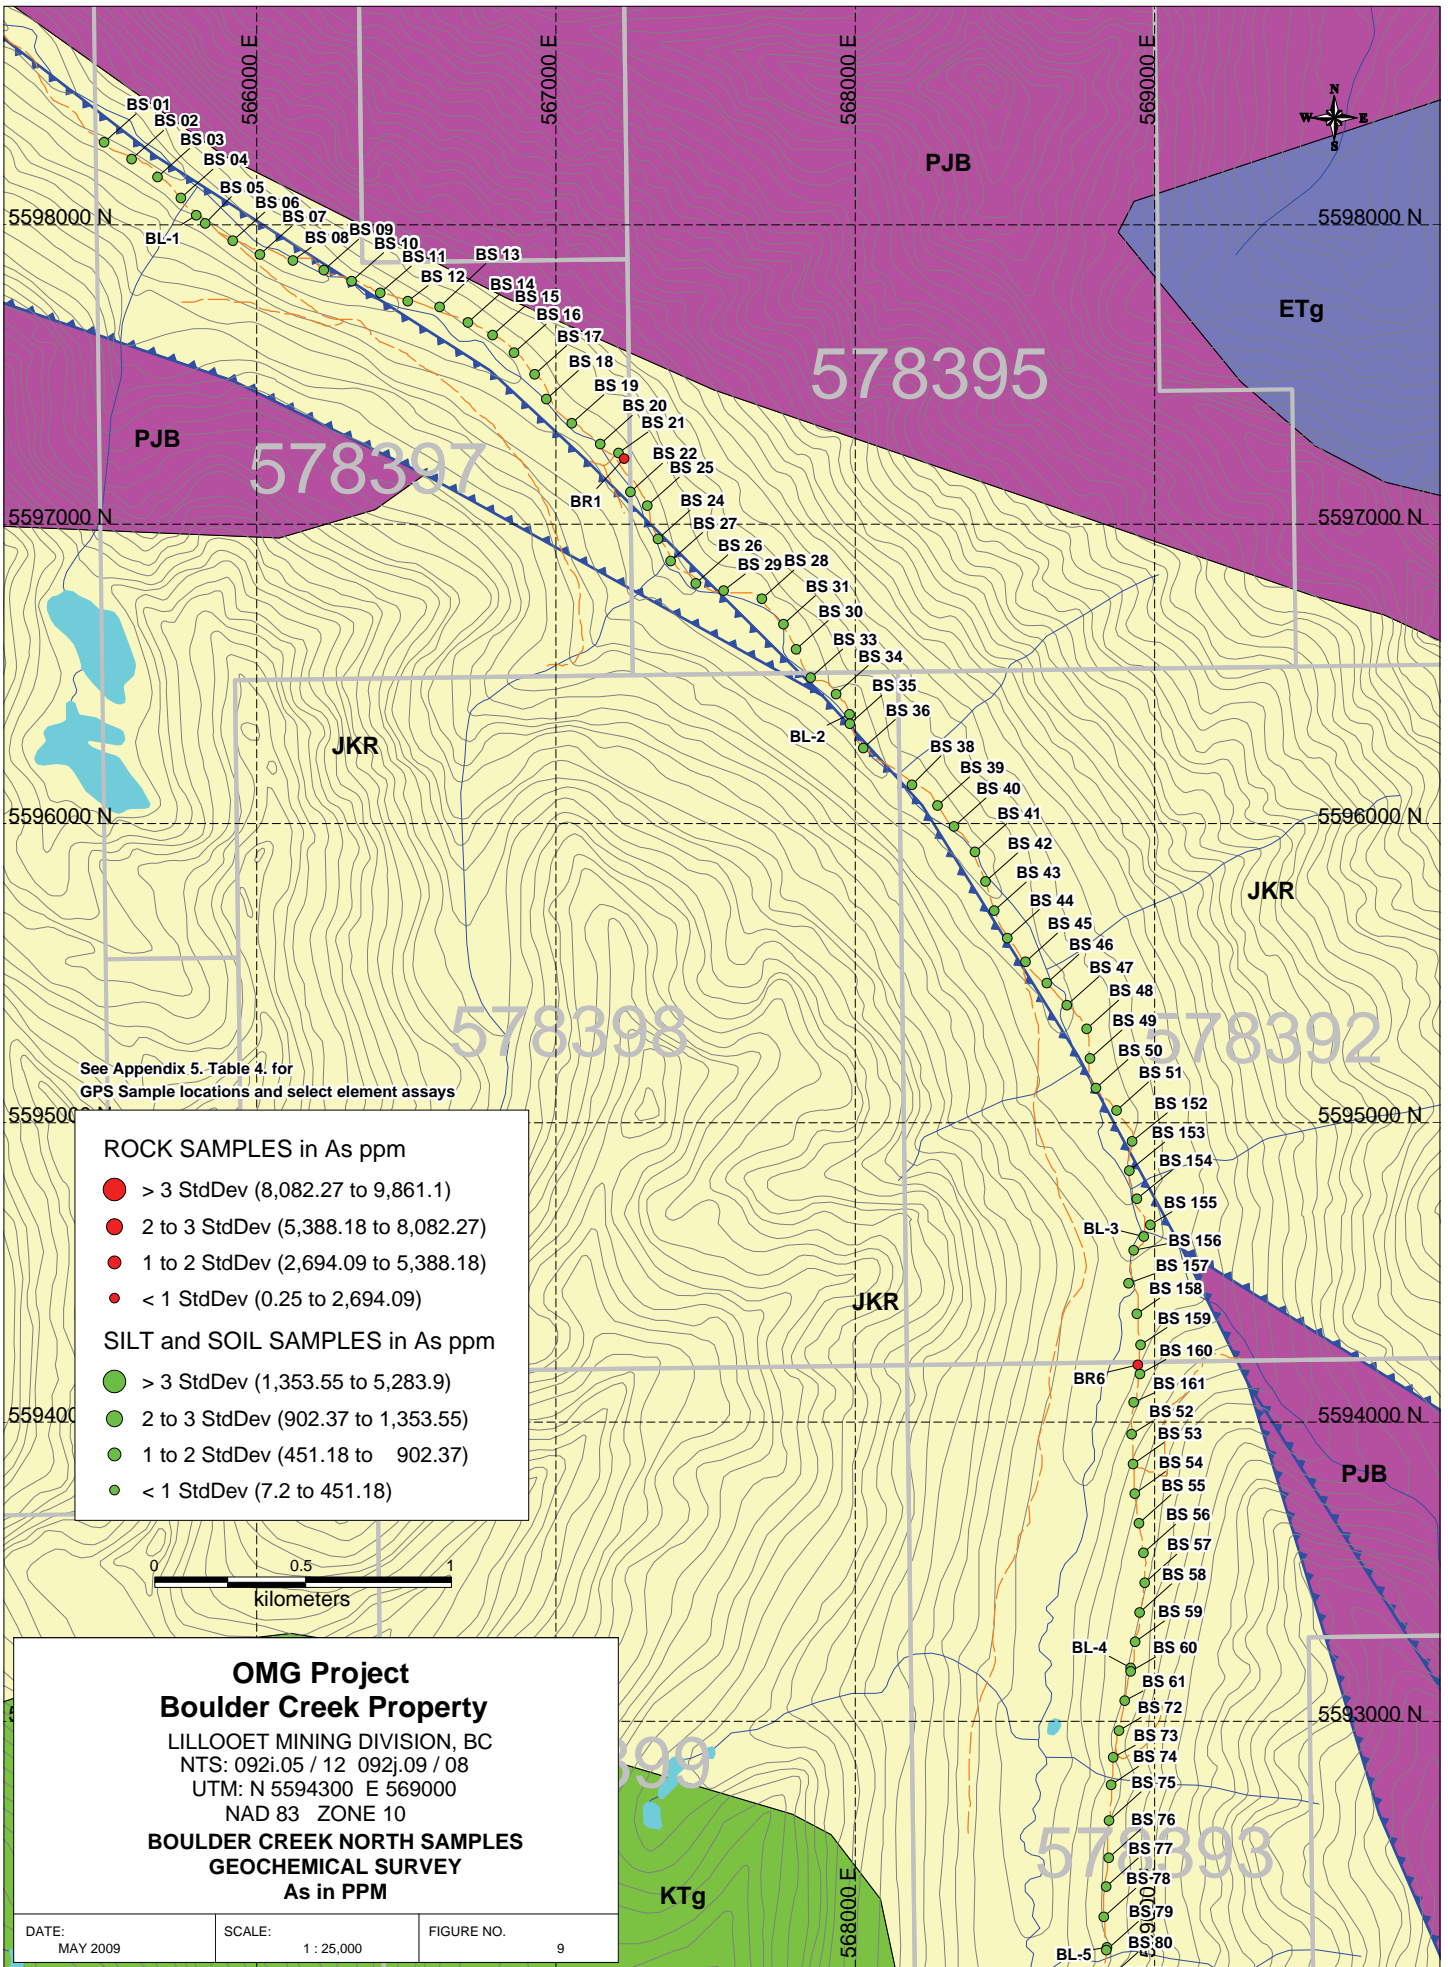 566000 E
567000 E
568000 E
569000 E
N
W E
S
BS 01
BS 02
BS 03
BS 04
BS 05
BS 06
BS 07
BS 08
BS 09
BS 10
BS 11
BS 12
BS 13
BS 14
BS 15
BS 16
BS 17
BS 18
BS 19
BS 20
BS 21
BS 22
BS 25
BS 24
BS 27
BS 26
BS 29
BS 28
BS 31
BS 30
BS 33
BS 34
BS 35
BS 36
BS 38
BS 39
BS 40
BS 41
BS 42
BS 43
BS 44
BS 45
BS 46
BS 47
BS 48
BS 49
BS 50
BS 51
BS 152
BS 153
BS 154
BS 155
BS 156
BS 157
BS 158
BS 159
BS 160
BS 161
BS 52
BS 53
BS 54
BS 55
BS 56
BS 57
BS 58
BS 59
BS 60
BS 61
BS 72
BS 73
BS 74
BS 75
BS 76
BS 77
BS 78
BS 79
BS 80
BL-1
BR1
BL-2
BL-3
BR6
BL-4
BL-5
PJB
ETg
PJB
JKR
JKR
JKR
PJB
KTg
578395
578397
578398
578392
399
578393
5598000 N
5598000 N
5597000 N
5597000 N
5596000 N
5596000 N
5595000 N
5595000 N
5594000
5594000 N
5593000 N
568000 E
See Appendix 5. Table 4. for
GPS Sample locations and select element assays
ROCK SAMPLES in As ppm
> 3 StdDev (8,082.27 to 9,861.1)
2 to 3 StdDev (5,388.18 to 8,082.27)
1 to 2 StdDev (2,694.09 to 5,388.18)
< 1 StdDev (0.25 to 2,694.09)
SILT and SOIL SAMPLES in As ppm
> 3 StdDev (1,353.55 to 5,283.9)
2 to 3 StdDev (902.37 to 1,353.55)
1 to 2 StdDev (451.18 to 902.37)
< 1 StdDev (7.2 to 451.18)
0 0.5 1
kilometers
OMG Project
Boulder Creek Property
LILLOOET MINING DIVISION, BC
NTS: 092i.05 / 12 092j.09 / 08
UTM: N 5594300 E 569000
NAD 83 ZONE 10
BOULDER CREEK NORTH SAMPLES
GEOCHEMICAL SURVEY
As in PPM
DATE:
MAY 2009
SCALE:
1 : 25,000
FIGURE NO.
9